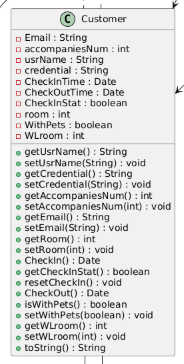 C Customer
Email : String
accompaniesNum : int
usrName : String
credential : String
CheckInTime : Date
CheckOutTime : Date
CheckInStat : boolean
room : int
WithPets : boolean
WLroom : int
getUsrName() : String
setUsrName(String) : void
getCredential() : String
setCredential(String) : void
getAccompaniesNum() : int
setAccompaniesNum(int) : void
getEmail() : String
setEmail(String) : void
getRoom() : int
setRoom(int) : void
CheckIn() : Date
getCheckInStat() : boolean
resetCheckIn() : void
CheckOut() : Date
isWithPets() : boolean
setWithPets(boolean) : void
getWLroom() : int
setWLroom(int) : void
toString() : String